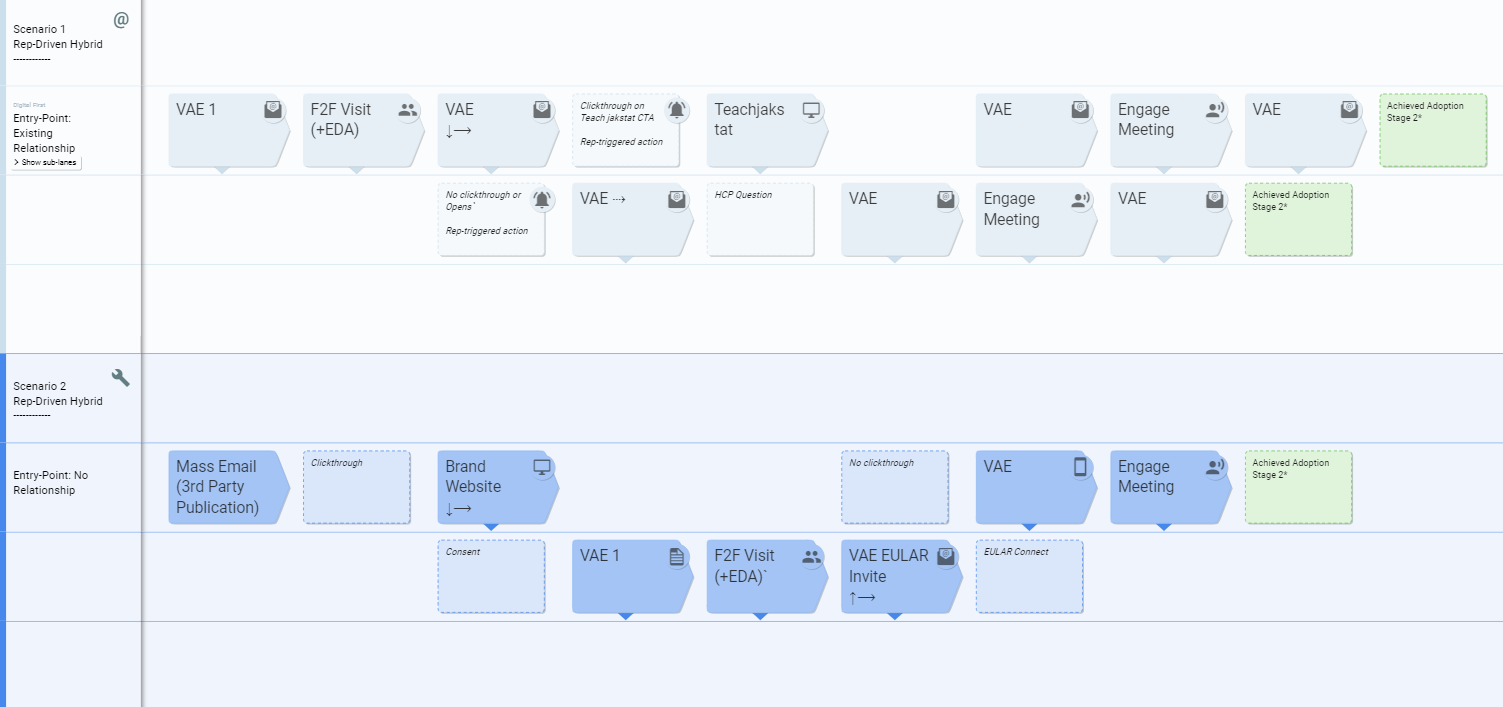 Scenario 1
Rep-Driven Hybrid
------------
Digital First
Entry-Point:
Existing
Relationship
> Show sub-lanes
VAE 1
F2F Visit
(+EDA)
VAE
↓→
Clickthrough on
Teach jakstat CTA
Rep-triggered action
Teachjaks
tat
VAE
Engage
Meeting
VAE
Achieved Adoption
Stage 2*
No clickthrough or
Opens`
Rep-triggered action
VAE ⤑
HCP Question
VAE
Engage
Meeting
VAE
Achieved Adoption
Stage 2*
Scenario 2
Rep-Driven Hybrid
------------
Entry-Point: No
Relationship
Mass Email
(3rd Party
Publication)
Clickthrough
Brand
Website
↓→
No clickthrough
VAE
Engage
Meeting
Achieved Adoption
Stage 2*
Consent
VAE 1
F2F Visit
(+EDA)`
VAE EULAR
Invite
↑→
EULAR Connect